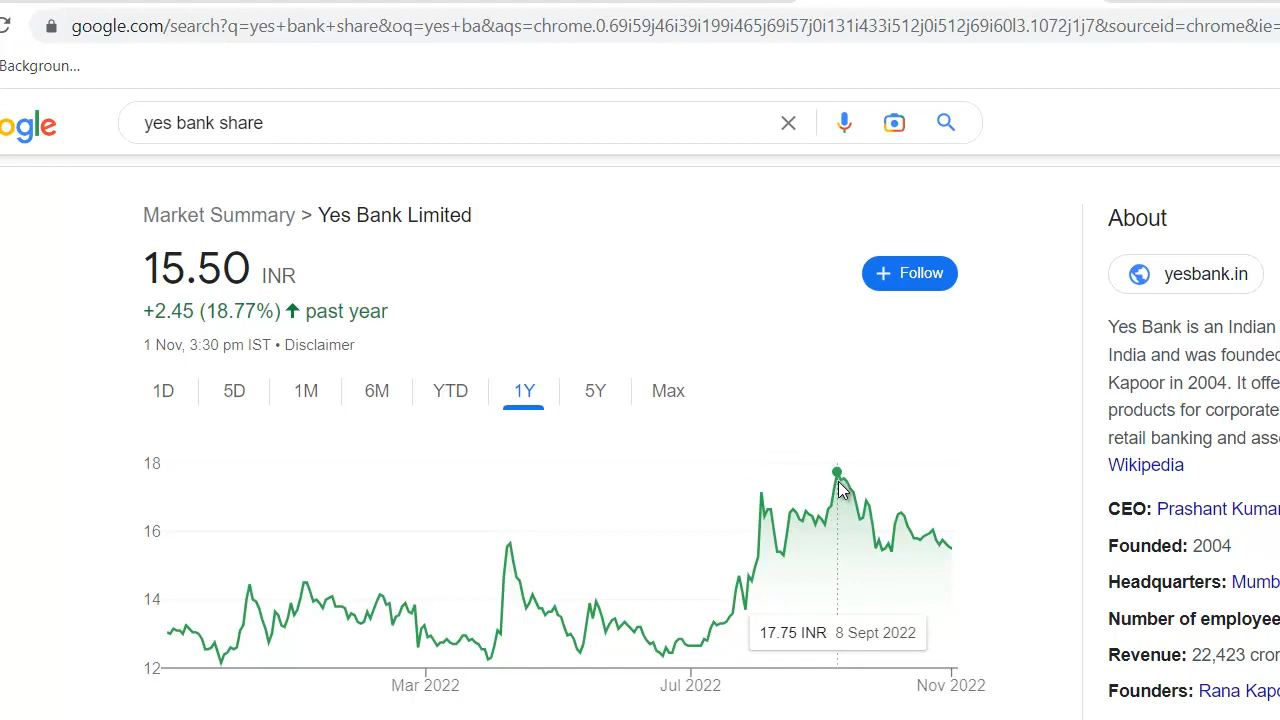 google.com/search?q=yes+bank+share&oq=yes+ba&aqs=chrome.0.69i59j46i39i199i465j69i57j0i131i433i512j0i512j69i60l3.1072j1j7&sourceid=chrome&ie=
Backgroun...
ogle
yes bank share
Market Summary > Yes Bank Limited
15.50 INR
+2.45 (18.77%) past year
1 Nov, 3:30 pm IST • Disclaimer
+ Follow
1D 5D 1M 6M YTD 1Y 5Y Max
18
16
14
12
17.75 INR 8 Sept 2022
Mar 2022 Jul 2022 Nov 2022
About
yesbank.in
Yes Bank is an Indian
India and was founded
Kapoor in 2004. It offe
products for corporate
retail banking and ass
Wikipedia
CEO: Prashant Kumar
Founded: 2004
Headquarters: Mumb
Number of employee
Revenue: 22,423 cror
Founders: Rana Kapo